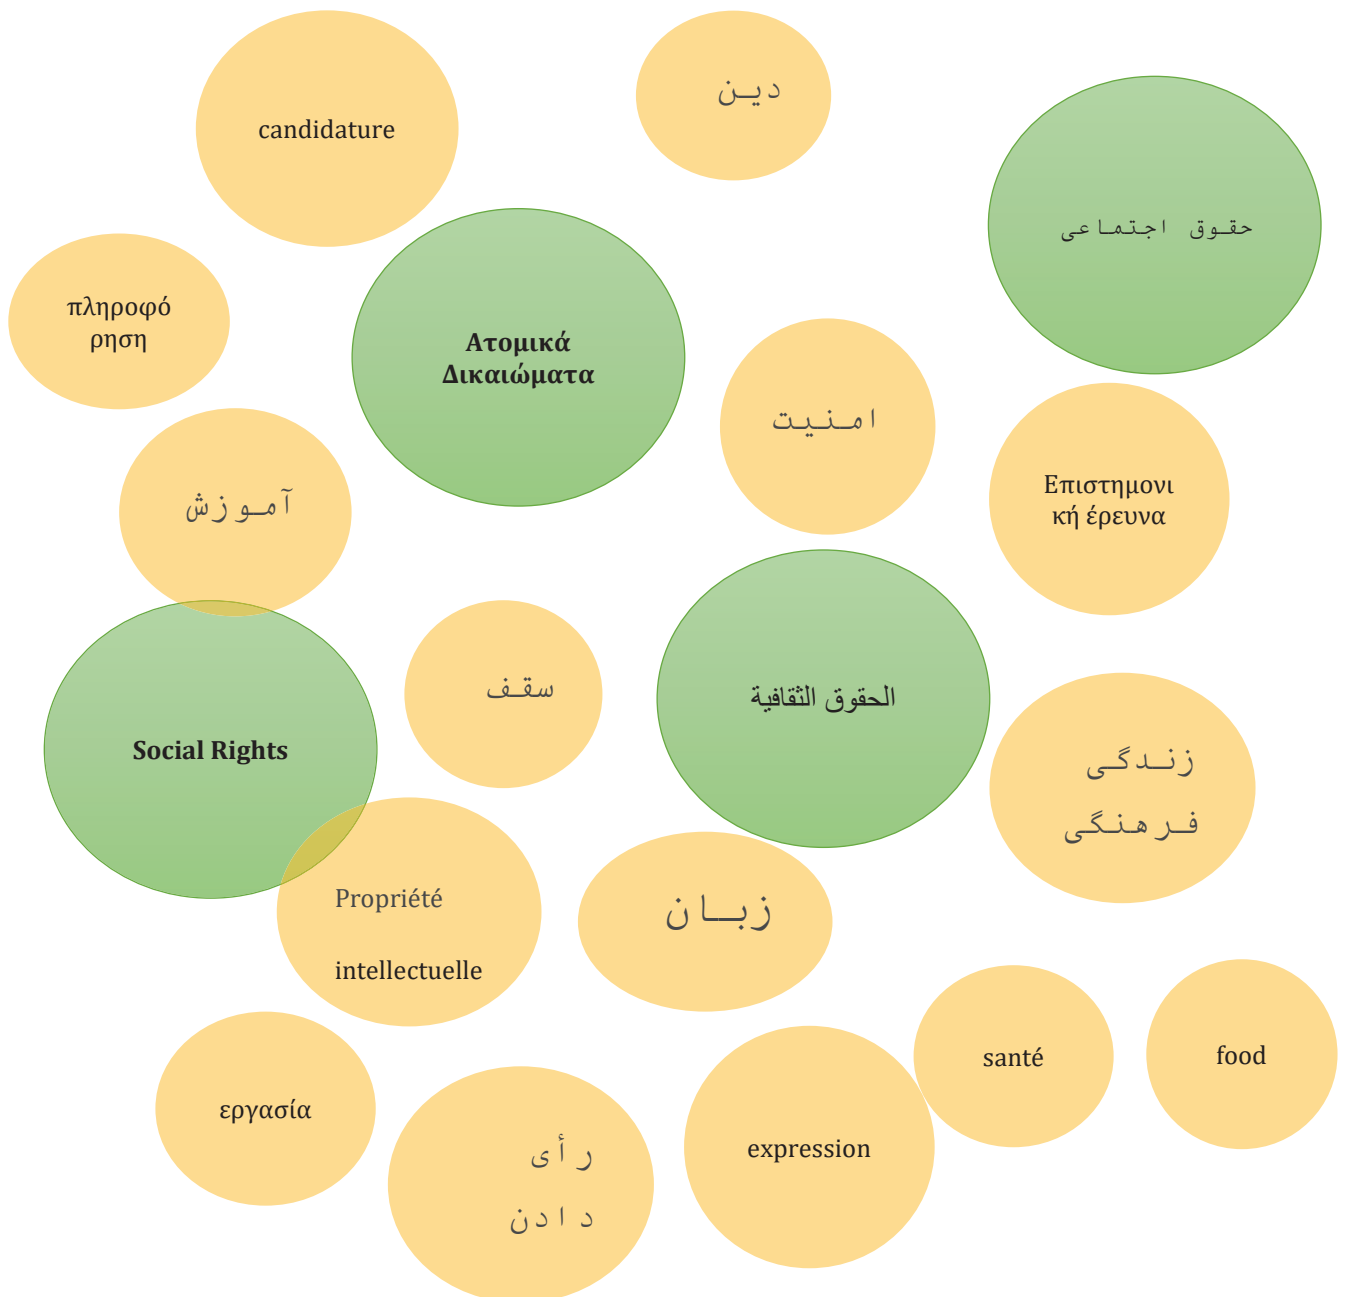 دین
candidature
حقوق اجتماعی
πληροφό
ρηση
Ατομικά
Δικαιώματα
امنیت
آموزش
Επιστημονι
κή έρευνα
سقف
الحقوق الثقافية
Social Rights
زندگی
فرهنگی
Propriété
intellectuelle
زبان
santé
food
εργασία
expression
رأی
دادن